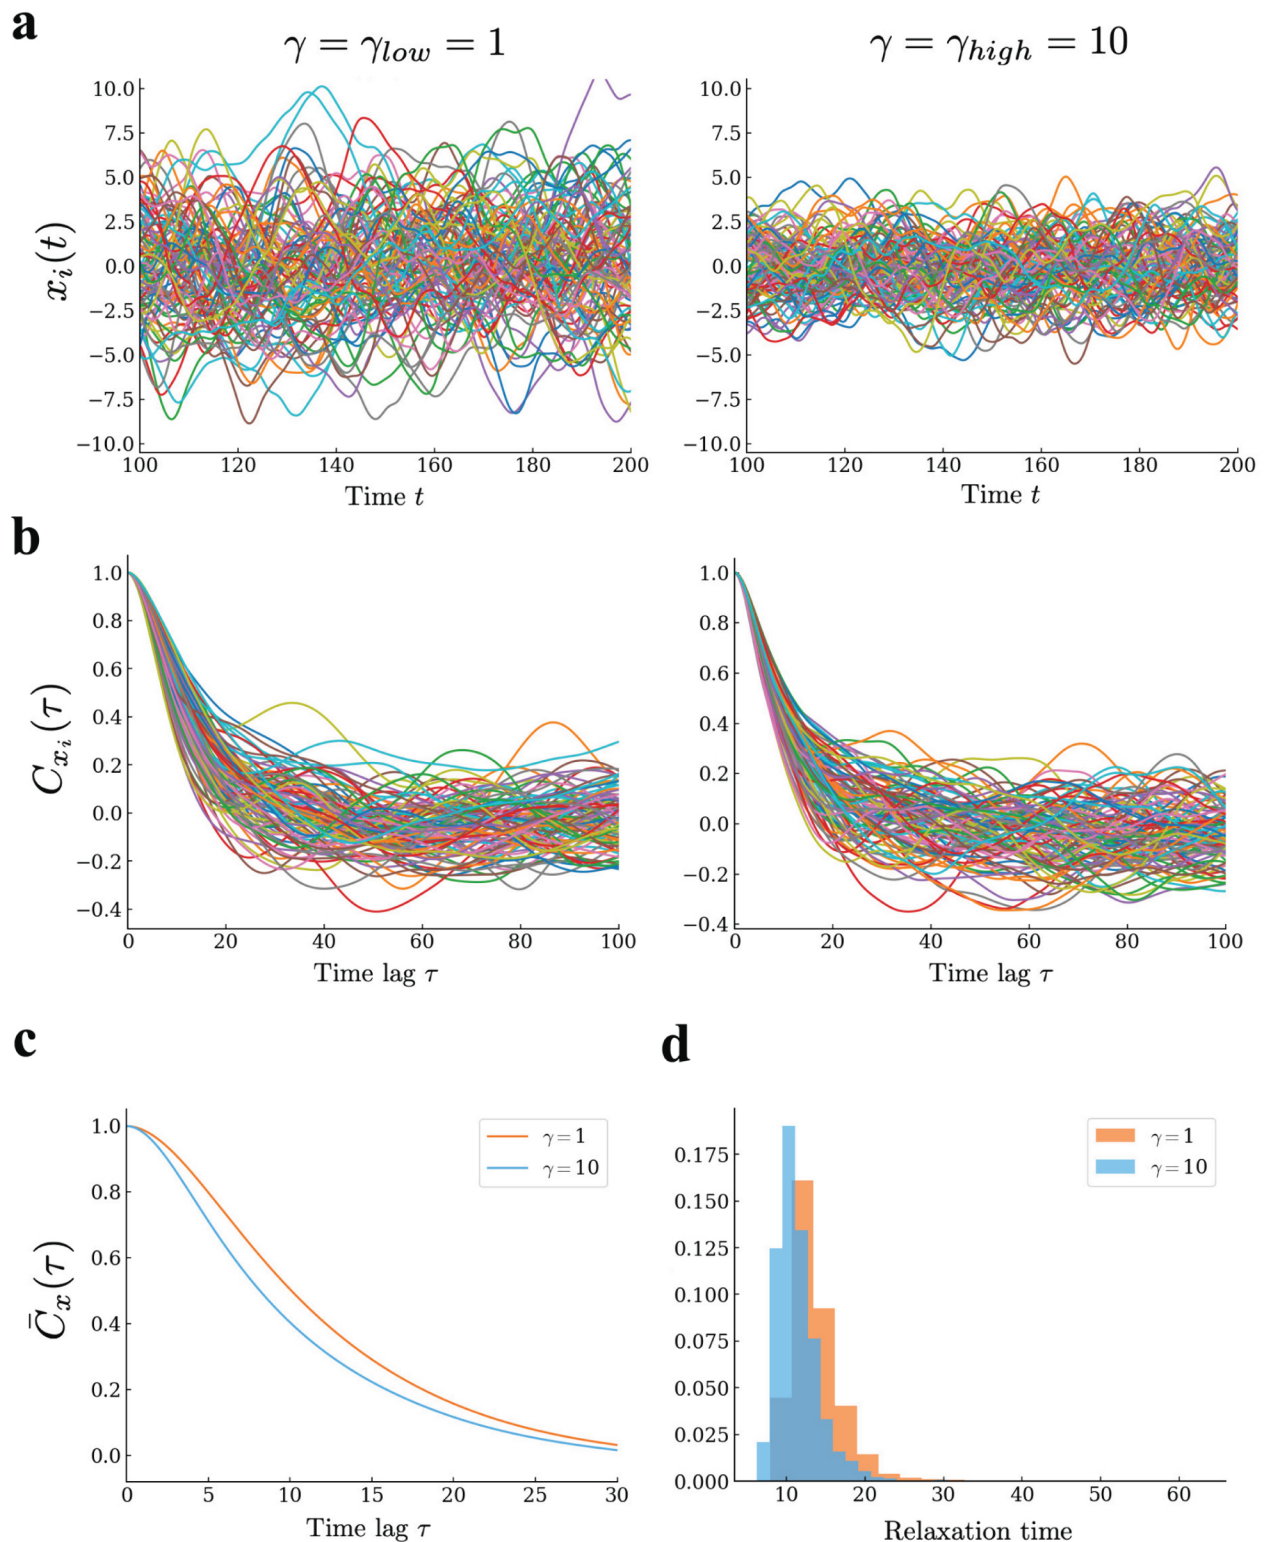 a
γ = γ_low = 1
γ = γ_high = 10
10.0
7.5
5.0
2.5
0.0
−2.5
−5.0
−7.5
−10.0
x_i(t)
100 120 140 160 180 200
Time t
10.0
7.5
5.0
2.5
0.0
−2.5
−5.0
−7.5
−10.0
100 120 140 160 180 200
Time t
b
1.0
0.8
0.6
0.4
0.2
0.0
−0.2
−0.4
C_{x_i}(τ)
0 20 40 60 80 100
Time lag τ
1.0
0.8
0.6
0.4
0.2
0.0
−0.2
−0.4
0 20 40 60 80 100
Time lag τ
c
1.0
0.8
0.6
0.4
0.2
0.0
C̄_x(τ)
γ = 1
γ = 10
0 5 10 15 20 25 30
Time lag τ
d
0.175
0.150
0.125
0.100
0.075
0.050
0.025
0.000
γ = 1
γ = 10
10 20 30 40 50 60
Relaxation time